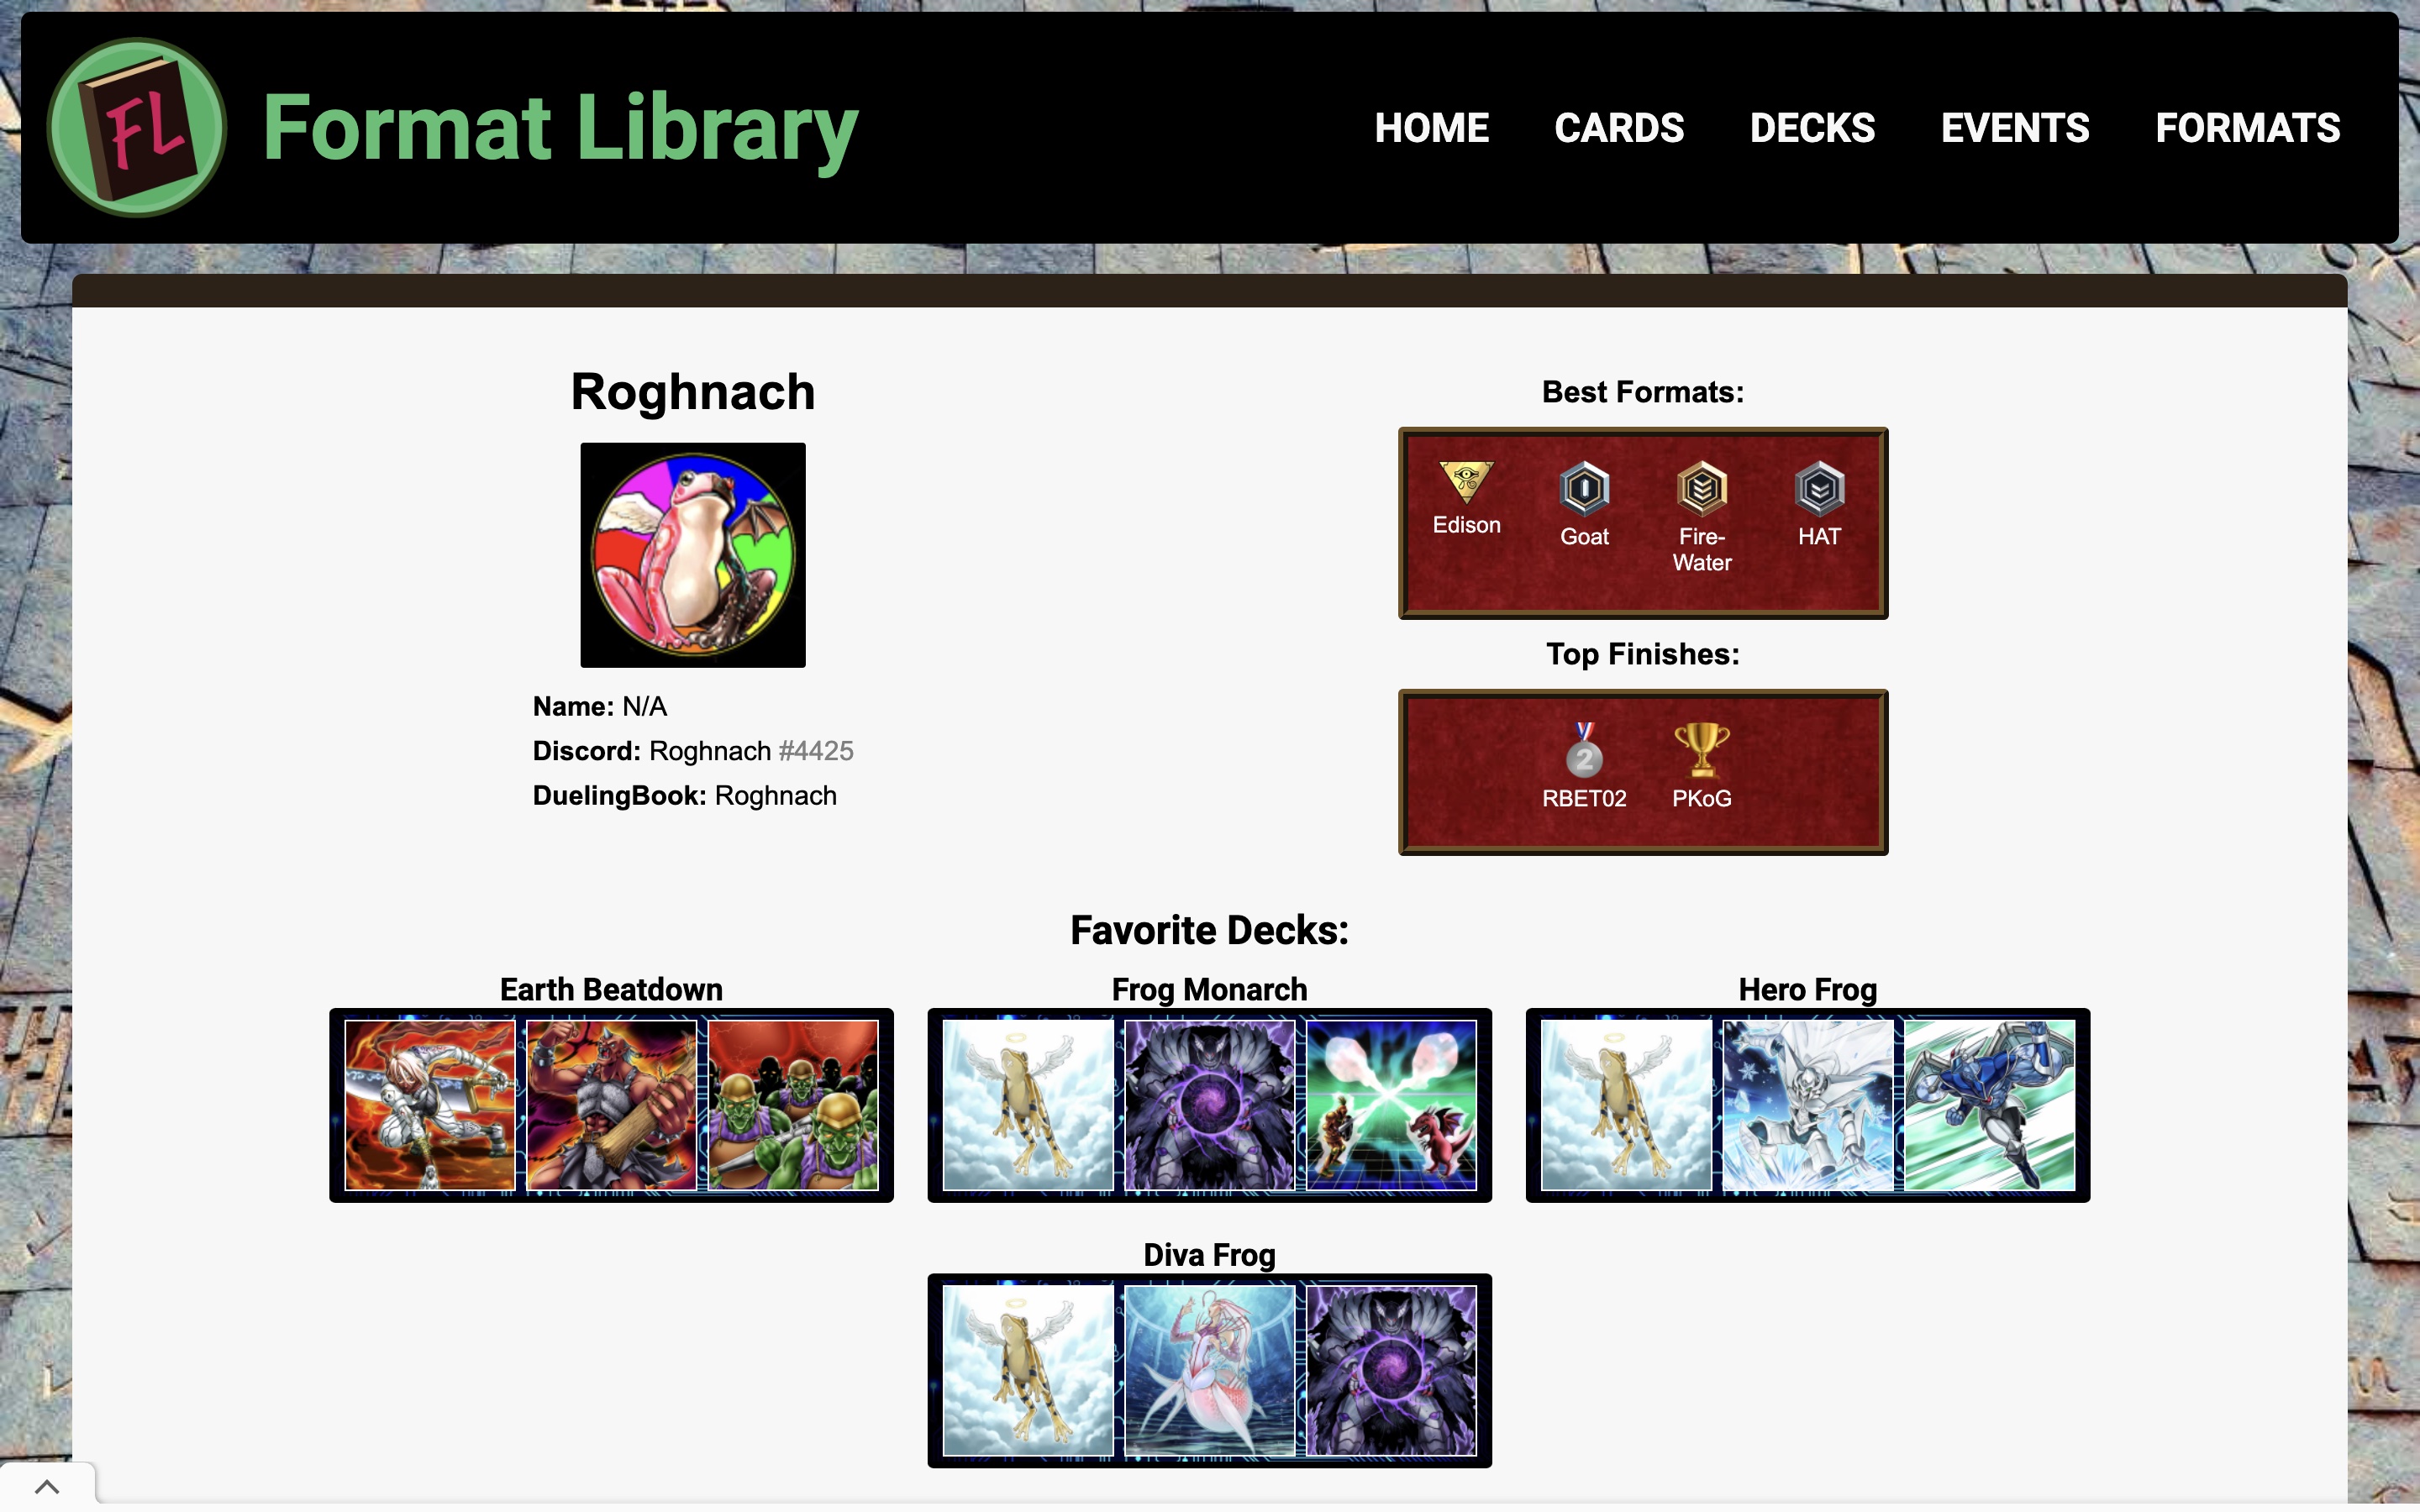 FL
Format Library
HOME CARDS DECKS EVENTS FORMATS
Roghnach
Name: N/A
Discord: Roghnach #4425
DuelingBook: Roghnach
Best Formats:
Edison
Goat
Fire-
Water
HAT
Top Finishes:
2
RBET02
PKoG
Favorite Decks:
Earth Beatdown
Frog Monarch
Hero Frog
Diva Frog